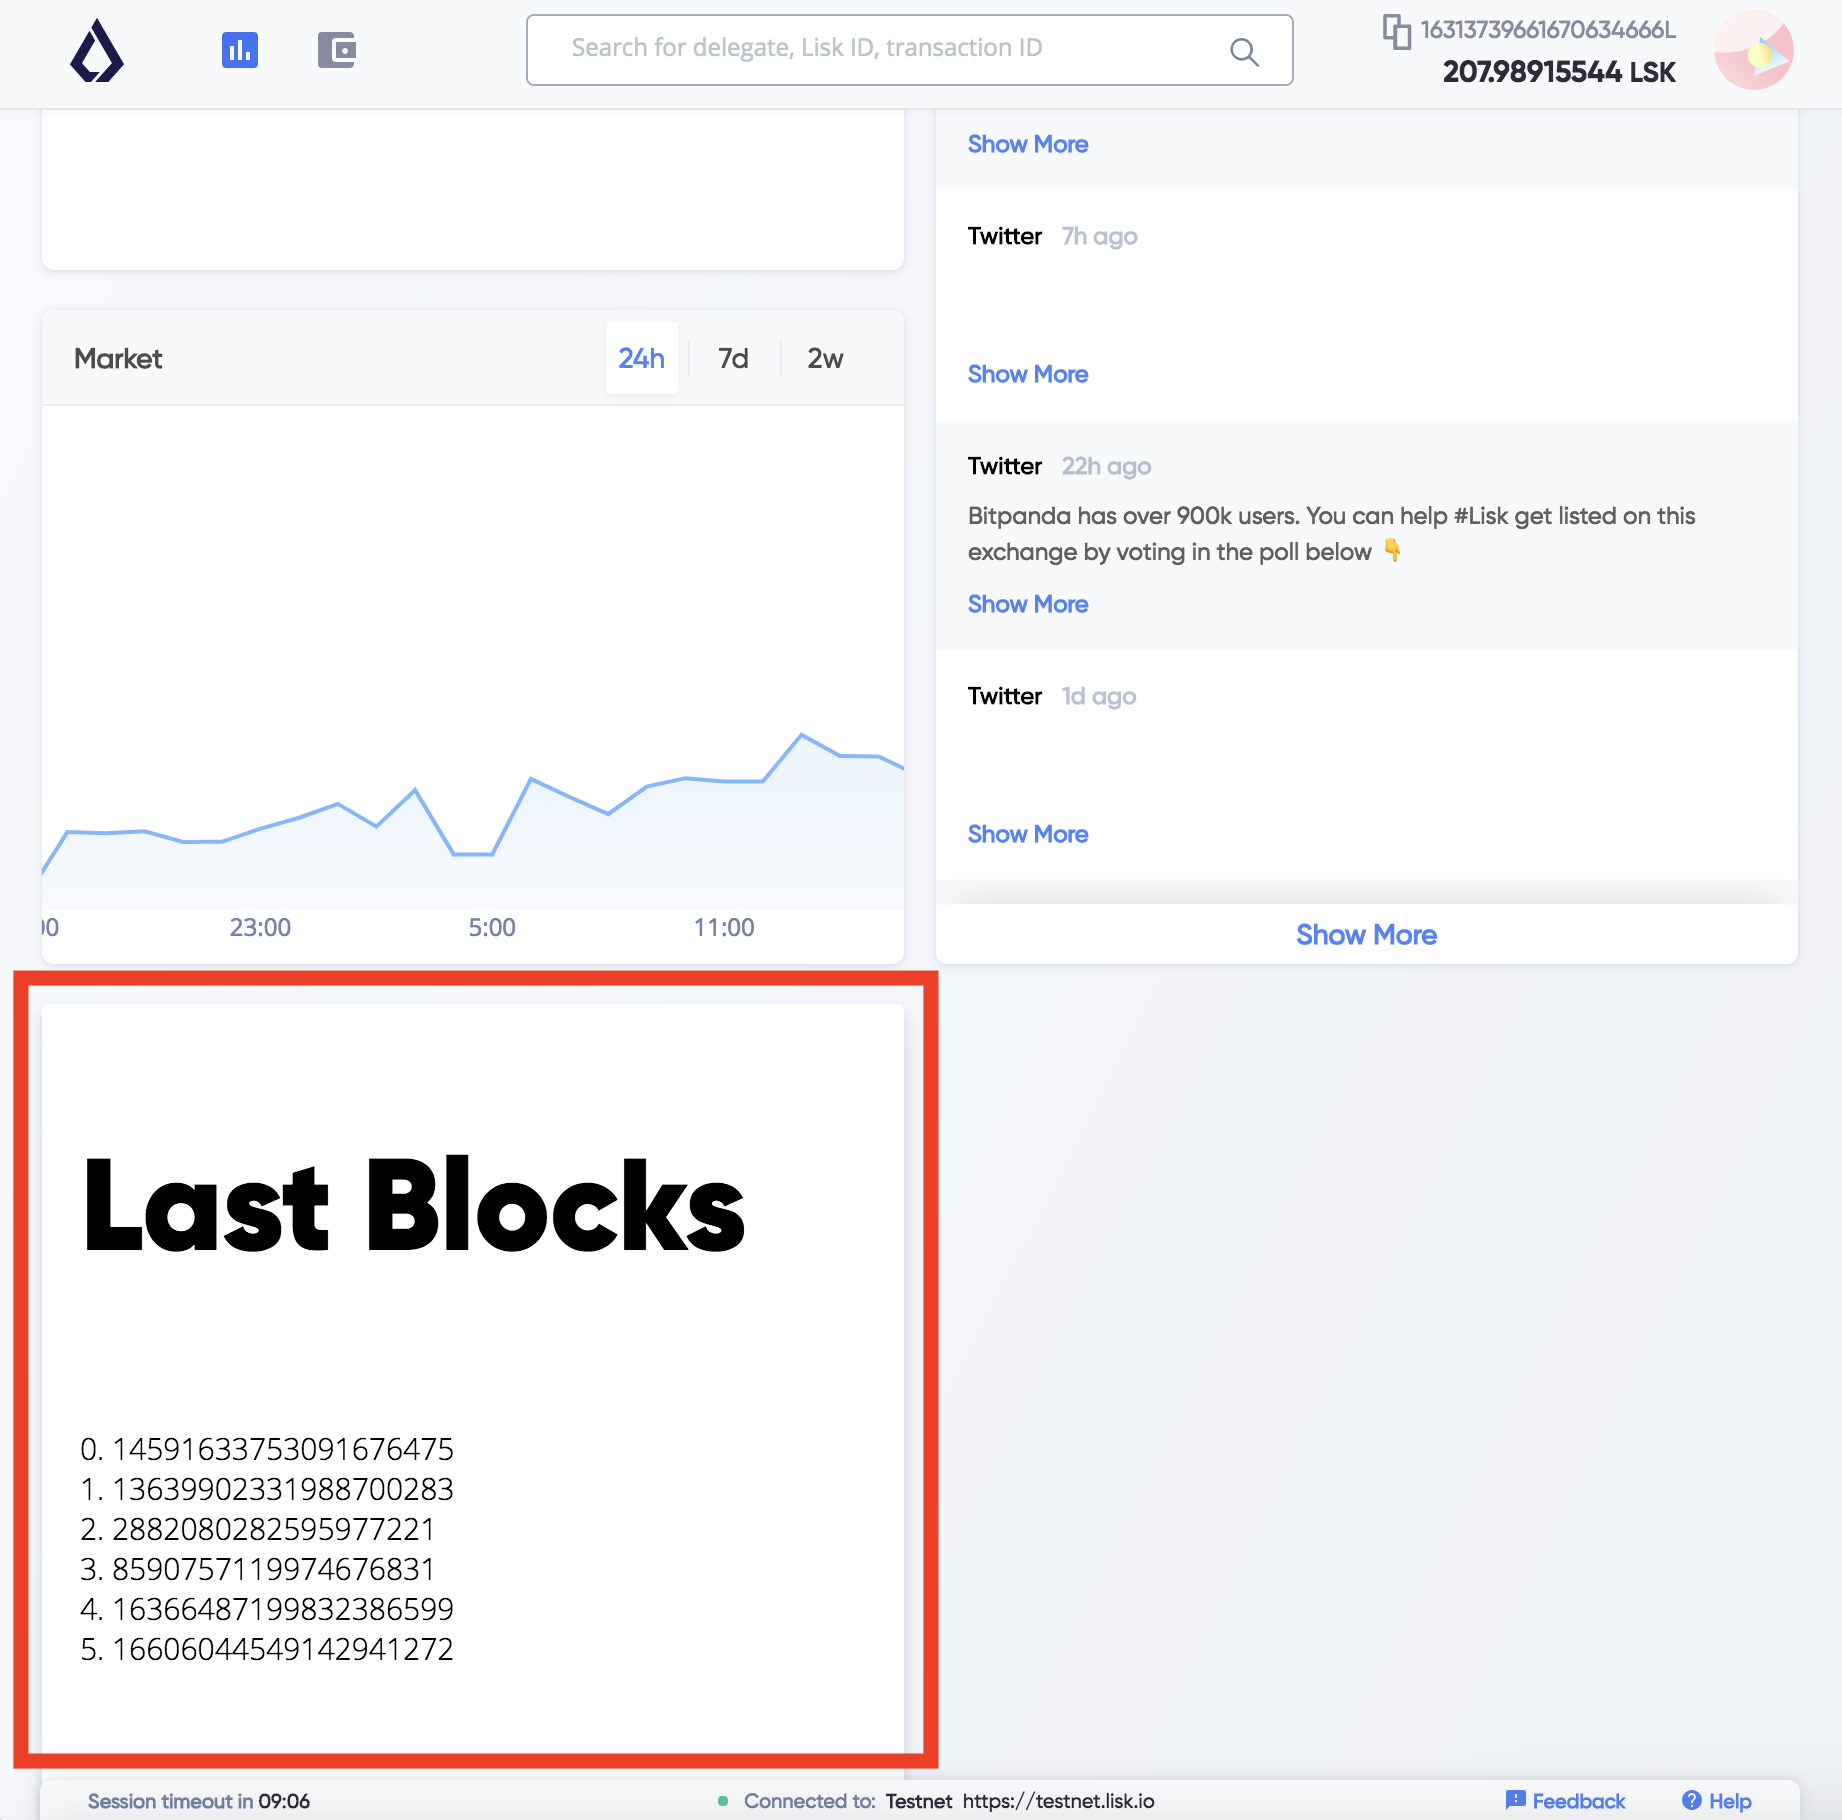 Search for delegate, Lisk ID, transaction ID
16313739661670634666L
207.98915544 LSK
Show More
Twitter 7h ago
Show More
Market
24h 7d 2w
00 23:00 5:00 11:00
Twitter 22h ago
Bitpanda has over 900k users. You can help #Lisk get listed on this
exchange by voting in the poll below 👇
Show More
Twitter 1d ago
Show More
Show More
Last Blocks
0. 14591633753091676475
1. 13639902331988700283
2. 2882080282595977221
3. 8590757119974676831
4. 16366487199832386599
5. 16606044549142941272
Session timeout in 09:06
Connected to: Testnet https://testnet.lisk.io
Feedback
Help